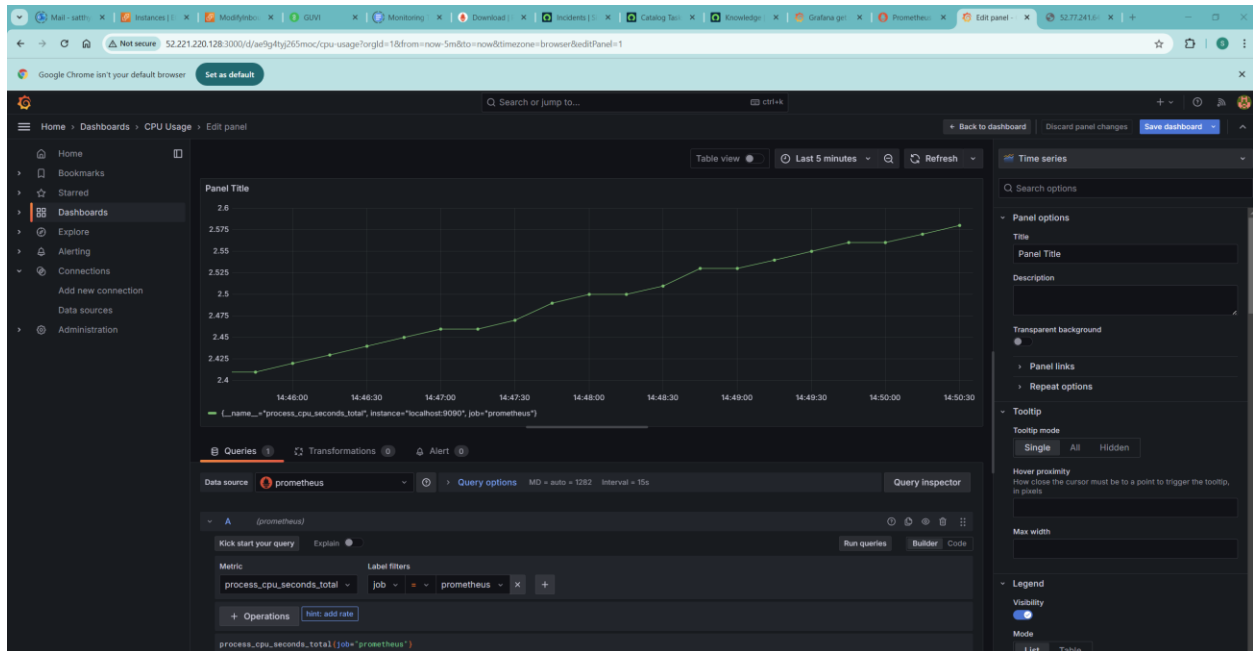 Mail - satthy
Instances |
ModifyInbou
GUVI
Monitoring
Download |
Incidents | S
Catalog Task
Knowledge
Grafana get
Prometheus
Edit panel -
52.77.241.6
Not secure 52.221.220.128:3000/d/ae9g4tyj265moc/cpu-usage?orgId=1&from=now-5m&to=now&timezone=browser&editPanel=1
S
Google Chrome isn't your default browser Set as default
Search or jump to... ctrl+k
Home > Dashboards > CPU Usage > Edit panel
Back to dashboard Discard panel changes Save dashboard
Home
Bookmarks
Starred
Dashboards
Explore
Alerting
Connections
Add new connection
Data sources
Administration
Table view Last 5 minutes Refresh
Panel Title
2.6
2.575
2.55
2.525
2.5
2.475
2.45
2.425
2.4
14:46:00 14:46:30 14:47:00 14:47:30 14:48:00 14:48:30 14:49:00 14:49:30 14:50:00 14:50:30
{__name__="process_cpu_seconds_total", instance="localhost:9090", job="prometheus"}
Queries 1 Transformations 0 Alert 0
Data source prometheus Query options MD = auto = 1282 Interval = 15s Query inspector
A (prometheus)
Kick start your query Explain Run queries Builder Code
Metric Label filters
process_cpu_seconds_total job = prometheus
+ Operations hint: add rate
process_cpu_seconds_total{job="prometheus"}
Time series
Search options
Panel options
Title
Panel Title
Description
Transparent background
Panel links
Repeat options
Tooltip
Tooltip mode
Single All Hidden
Hover proximity
How close the cursor must be to a point to trigger the tooltip,
in pixels
Max width
Legend
Visibility
Mode
List Table